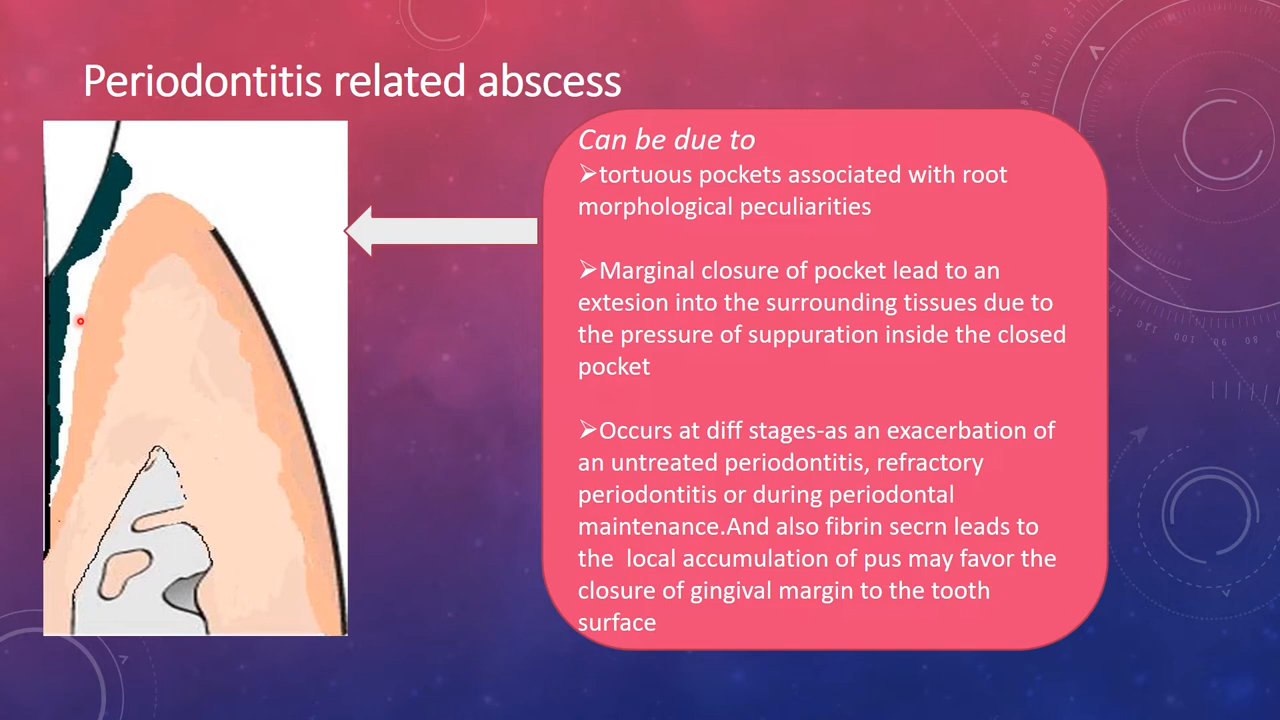 Periodontitis related abscess
Can be due to
➢tortuous pockets associated with root
morphological peculiarities
➢Marginal closure of pocket lead to an
extesion into the surrounding tissues due to
the pressure of suppuration inside the closed
pocket
➢Occurs at diff stages-as an exacerbation of
an untreated periodontitis, refractory
periodontitis or during periodontal
maintenance.And also fibrin secrn leads to
the  local accumulation of pus may favor the
closure of gingival margin to the tooth
surface